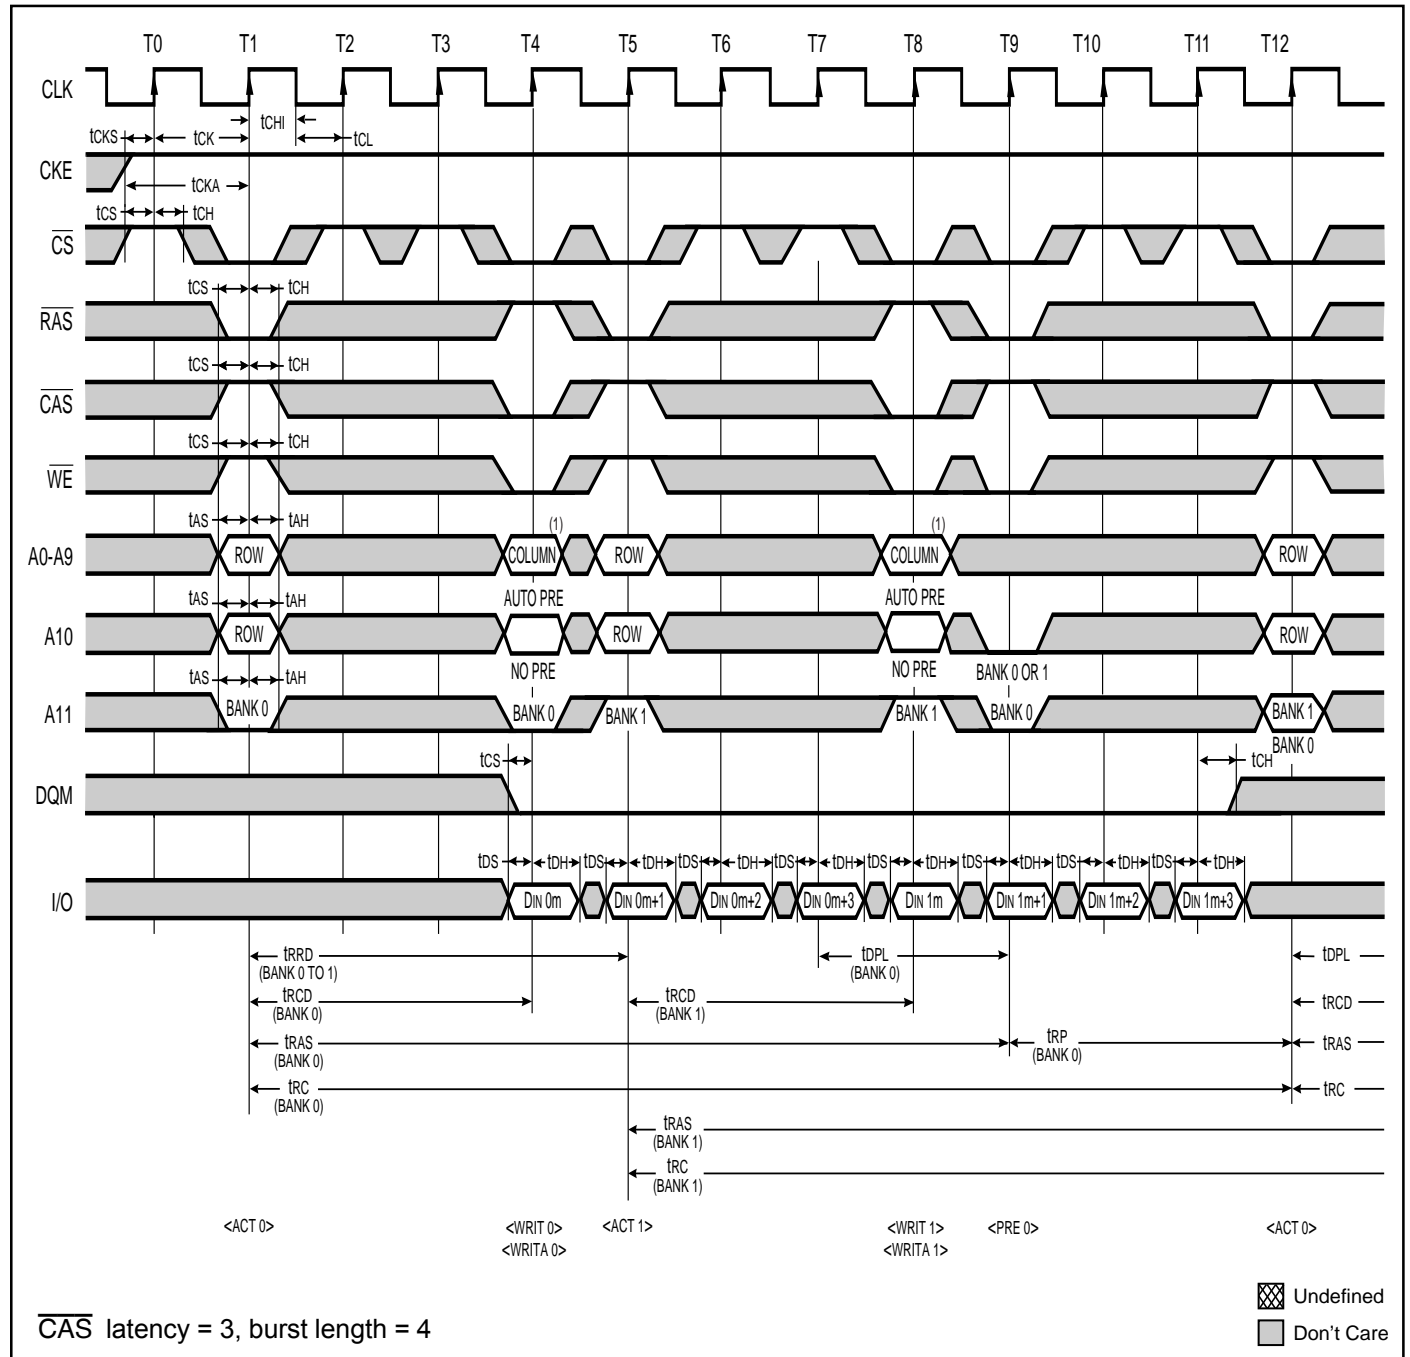 T0 T1 T2 T3 T4 T5 T6 T7 T8 T9 T10 T11 T12
CLK
tCHI
tCKS tCK tCL
CKE
tCKA
tCS tCH
CS
tCS tCH
RAS
tCS tCH
CAS
tCS tCH
WE
tAS tAH (1) (1)
A0-A9 ROW COLUMN ROW COLUMN ROW
tAS tAH AUTO PRE AUTO PRE
A10 ROW ROW ROW
NO PRE NO PRE BANK 0 OR 1
tAS tAH
A11 BANK 0 BANK 0 BANK 1 BANK 1 BANK 0 BANK 1
BANK 0
tCS tCH
DQM
tDS tDH tDS tDH tDS tDH tDS tDH tDS tDH tDS tDH tDS tDH tDS tDH
I/O DIN 0m DIN 0m+1 DIN 0m+2 DIN 0m+3 DIN 1m DIN 1m+1 DIN 1m+2 DIN 1m+3
tRRD tDPL tDPL
(BANK 0 TO 1) (BANK 0)
tRCD tRCD tRCD
(BANK 0) (BANK 1)
tRAS tRP tRAS
(BANK 0) (BANK 0)
tRC tRC
(BANK 0)
tRAS
(BANK 1)
tRC
(BANK 1)
<ACT 0> <WRIT 0> <ACT 1> <WRIT 1> <PRE 0> <ACT 0>
<WRITA 0> <WRITA 1>
Undefined
CAS latency = 3, burst length = 4 Don't Care